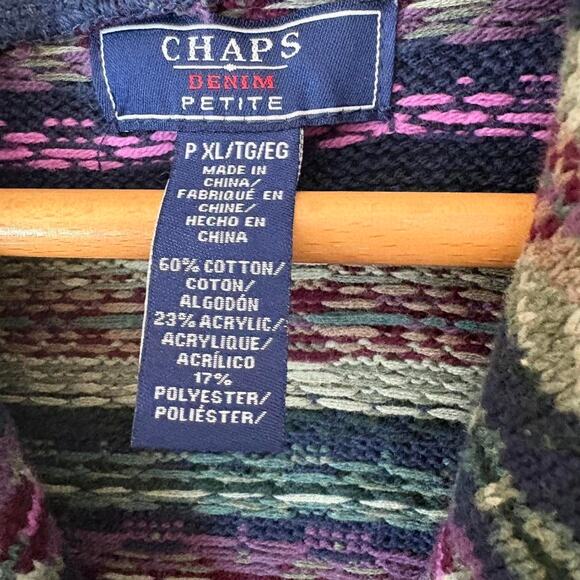 CHAPS
DENIM
PETITE
P XL/TG/EG
MADE IN
CHINA/
FABRIQUÉ EN
CHINE/
HECHO EN
CHINA
60% COTTON/
COTON/
ALGODÓN
23% ACRYLIC/
ACRYLIQUE/
ACRÍLICO
17%
POLYESTER/
POLIÉSTER/